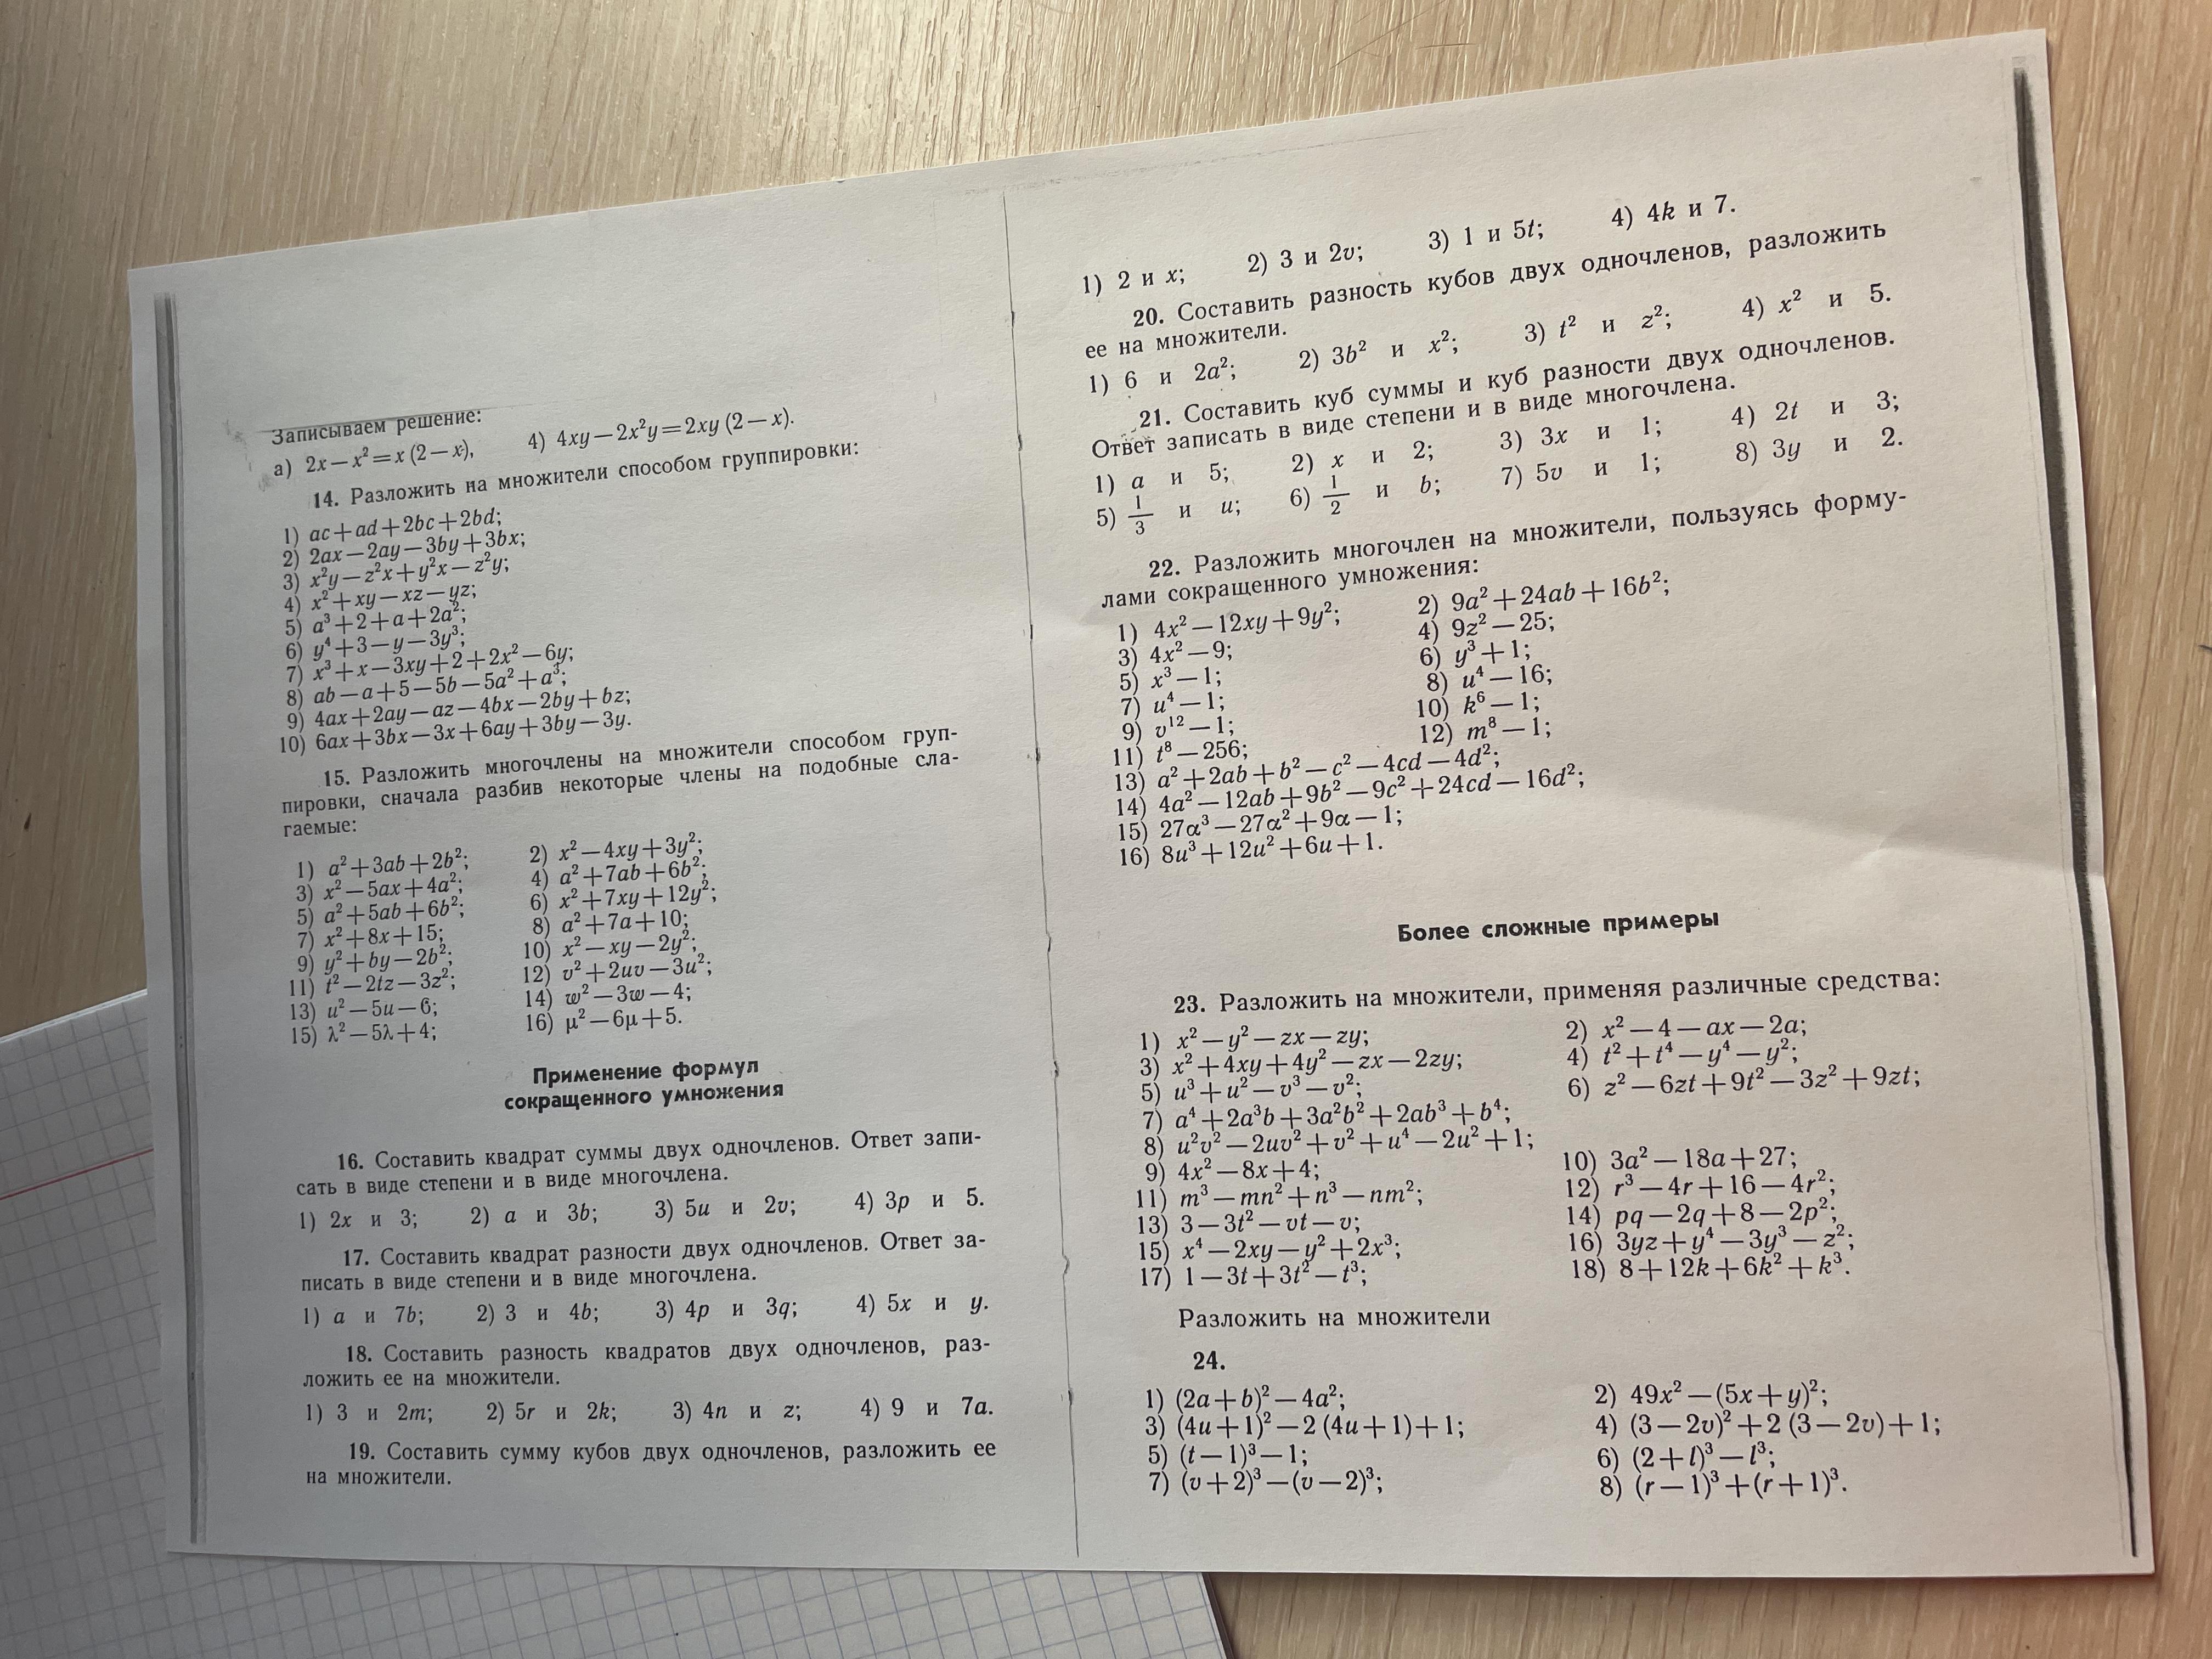 Записываем решение:
а) 2x — x² = x (2 — x),   4) 4xy — 2x²y = 2xy (2 — x).
14. Разложить на множители способом группировки:
1) ac + ad + 2bc + 2bd;
2) 2ax — 2ay — 3by + 3bx;
3) x²y — z²x + y²x — z²y;
4) x² + xy — xz — yz;
5) a³ + 2 + a + 2a²;
6) y⁴ + 3 — y — 3y³;
7) x³ + x — 3xy + 2 + 2x² — 6y;
8) ab — a + 5 — 5b — 5a² + a³;
9) 4ax + 2ay — az — 4bx — 2by + bz;
10) 6ax + 3bx — 3x + 6ay + 3by — 3y.
15. Разложить многочлены на множители способом груп-
пировки, сначала разбив некоторые члены на подобные сла-
гаемые:
1) a² + 3ab + 2b²;   2) x² — 4xy + 3y²;
3) x² — 5ax + 4a²;   4) a² + 7ab + 6b²;
5) a² + 5ab + 6b²;   6) x² + 7xy + 12y²;
7) x² + 8x + 15;   8) a² + 7a + 10;
9) y² + by — 2b²;   10) x² — xy — 2y²;
11) t² — 2tz — 3z²;   12) v² + 2uv — 3u²;
13) u² — 5u — 6;   14) w² — 3w — 4;
15) λ² — 5λ + 4;   16) μ² — 6μ + 5.
Применение формул
сокращенного умножения
16. Составить квадрат суммы двух одночленов. Ответ запи-
сать в виде степени и в виде многочлена.
1) 2x и 3;   2) a и 3b;   3) 5u и 2v;   4) 3p и 5.
17. Составить квадрат разности двух одночленов. Ответ за-
писать в виде степени и в виде многочлена.
1) a и 7b;   2) 3 и 4b;   3) 4p и 3q;   4) 5x и y.
18. Составить разность квадратов двух одночленов, раз-
ложить ее на множители.
1) 3 и 2m;   2) 5r и 2k;   3) 4n и z;   4) 9 и 7a.
19. Составить сумму кубов двух одночленов, разложить ее
на множители.
1) 2 и x;   2) 3 и 2v;   3) 1 и 5t;   4) 4k и 7.
20. Составить разность кубов двух одночленов, разложить
ее на множители.
1) 6 и 2a²;   2) 3b² и x²;   3) t² и z²;   4) x² и 5.
21. Составить куб суммы и куб разности двух одночленов.
Ответ записать в виде степени и в виде многочлена.
1) a и 5;   2) x и 2;   3) 3x и 1;   4) 2t и 3;
5) 1/3 и u;   6) 1/2 и b;   7) 5v и 1;   8) 3y и 2.
22. Разложить многочлен на множители, пользуясь форму-
лами сокращенного умножения:
1) 4x² — 12xy + 9y²;   2) 9a² + 24ab + 16b²;
3) 4x² — 9;   4) 9z² — 25;
5) x³ — 1;   6) y³ + 1;
7) u⁴ — 1;   8) u⁴ — 16;
9) v¹² — 1;   10) k⁶ — 1;
11) t⁸ — 256;   12) m⁸ — 1;
13) a² + 2ab + b² — c² — 4cd — 4d²;
14) 4a² — 12ab + 9b² — 9c² + 24cd — 16d²;
15) 27α³ — 27α² + 9α — 1;
16) 8u³ + 12u² + 6u + 1.
Более сложные примеры
23. Разложить на множители, применяя различные средства:
1) x² — y² — zx — zy;   2) x² — 4 — ax — 2a;
3) x² + 4xy + 4y² — zx — 2zy;   4) t² + t⁴ — y⁴ — y²;
5) u³ + u² — v³ — v²;   6) z² — 6zt + 9t² — 3z² + 9zt;
7) a⁴ + 2a³b + 3a²b² + 2ab³ + b⁴;
8) u²v² — 2uv² + v² + u⁴ — 2u² + 1;
9) 4x² — 8x + 4;   10) 3a² — 18a + 27;
11) m³ — mn² + n³ — nm²;   12) r³ — 4r + 16 — 4r²;
13) 3 — 3t² — vt — v;   14) pq — 2q + 8 — 2p²;
15) x⁴ — 2xy — y² + 2x³;   16) 3yz + y⁴ — 3y³ — z²;
17) 1 — 3t + 3t² — t³;   18) 8 + 12k + 6k² + k³.
Разложить на множители
24.
1) (2a + b)² — 4a²;   2) 49x² — (5x + y)²;
3) (4u + 1)² — 2 (4u + 1) + 1;   4) (3 — 2v)² + 2 (3 — 2v) + 1;
5) (t — 1)³ — 1;   6) (2 + l)³ — l³;
7) (v + 2)³ — (v — 2)³;   8) (r — 1)³ + (r + 1)³.